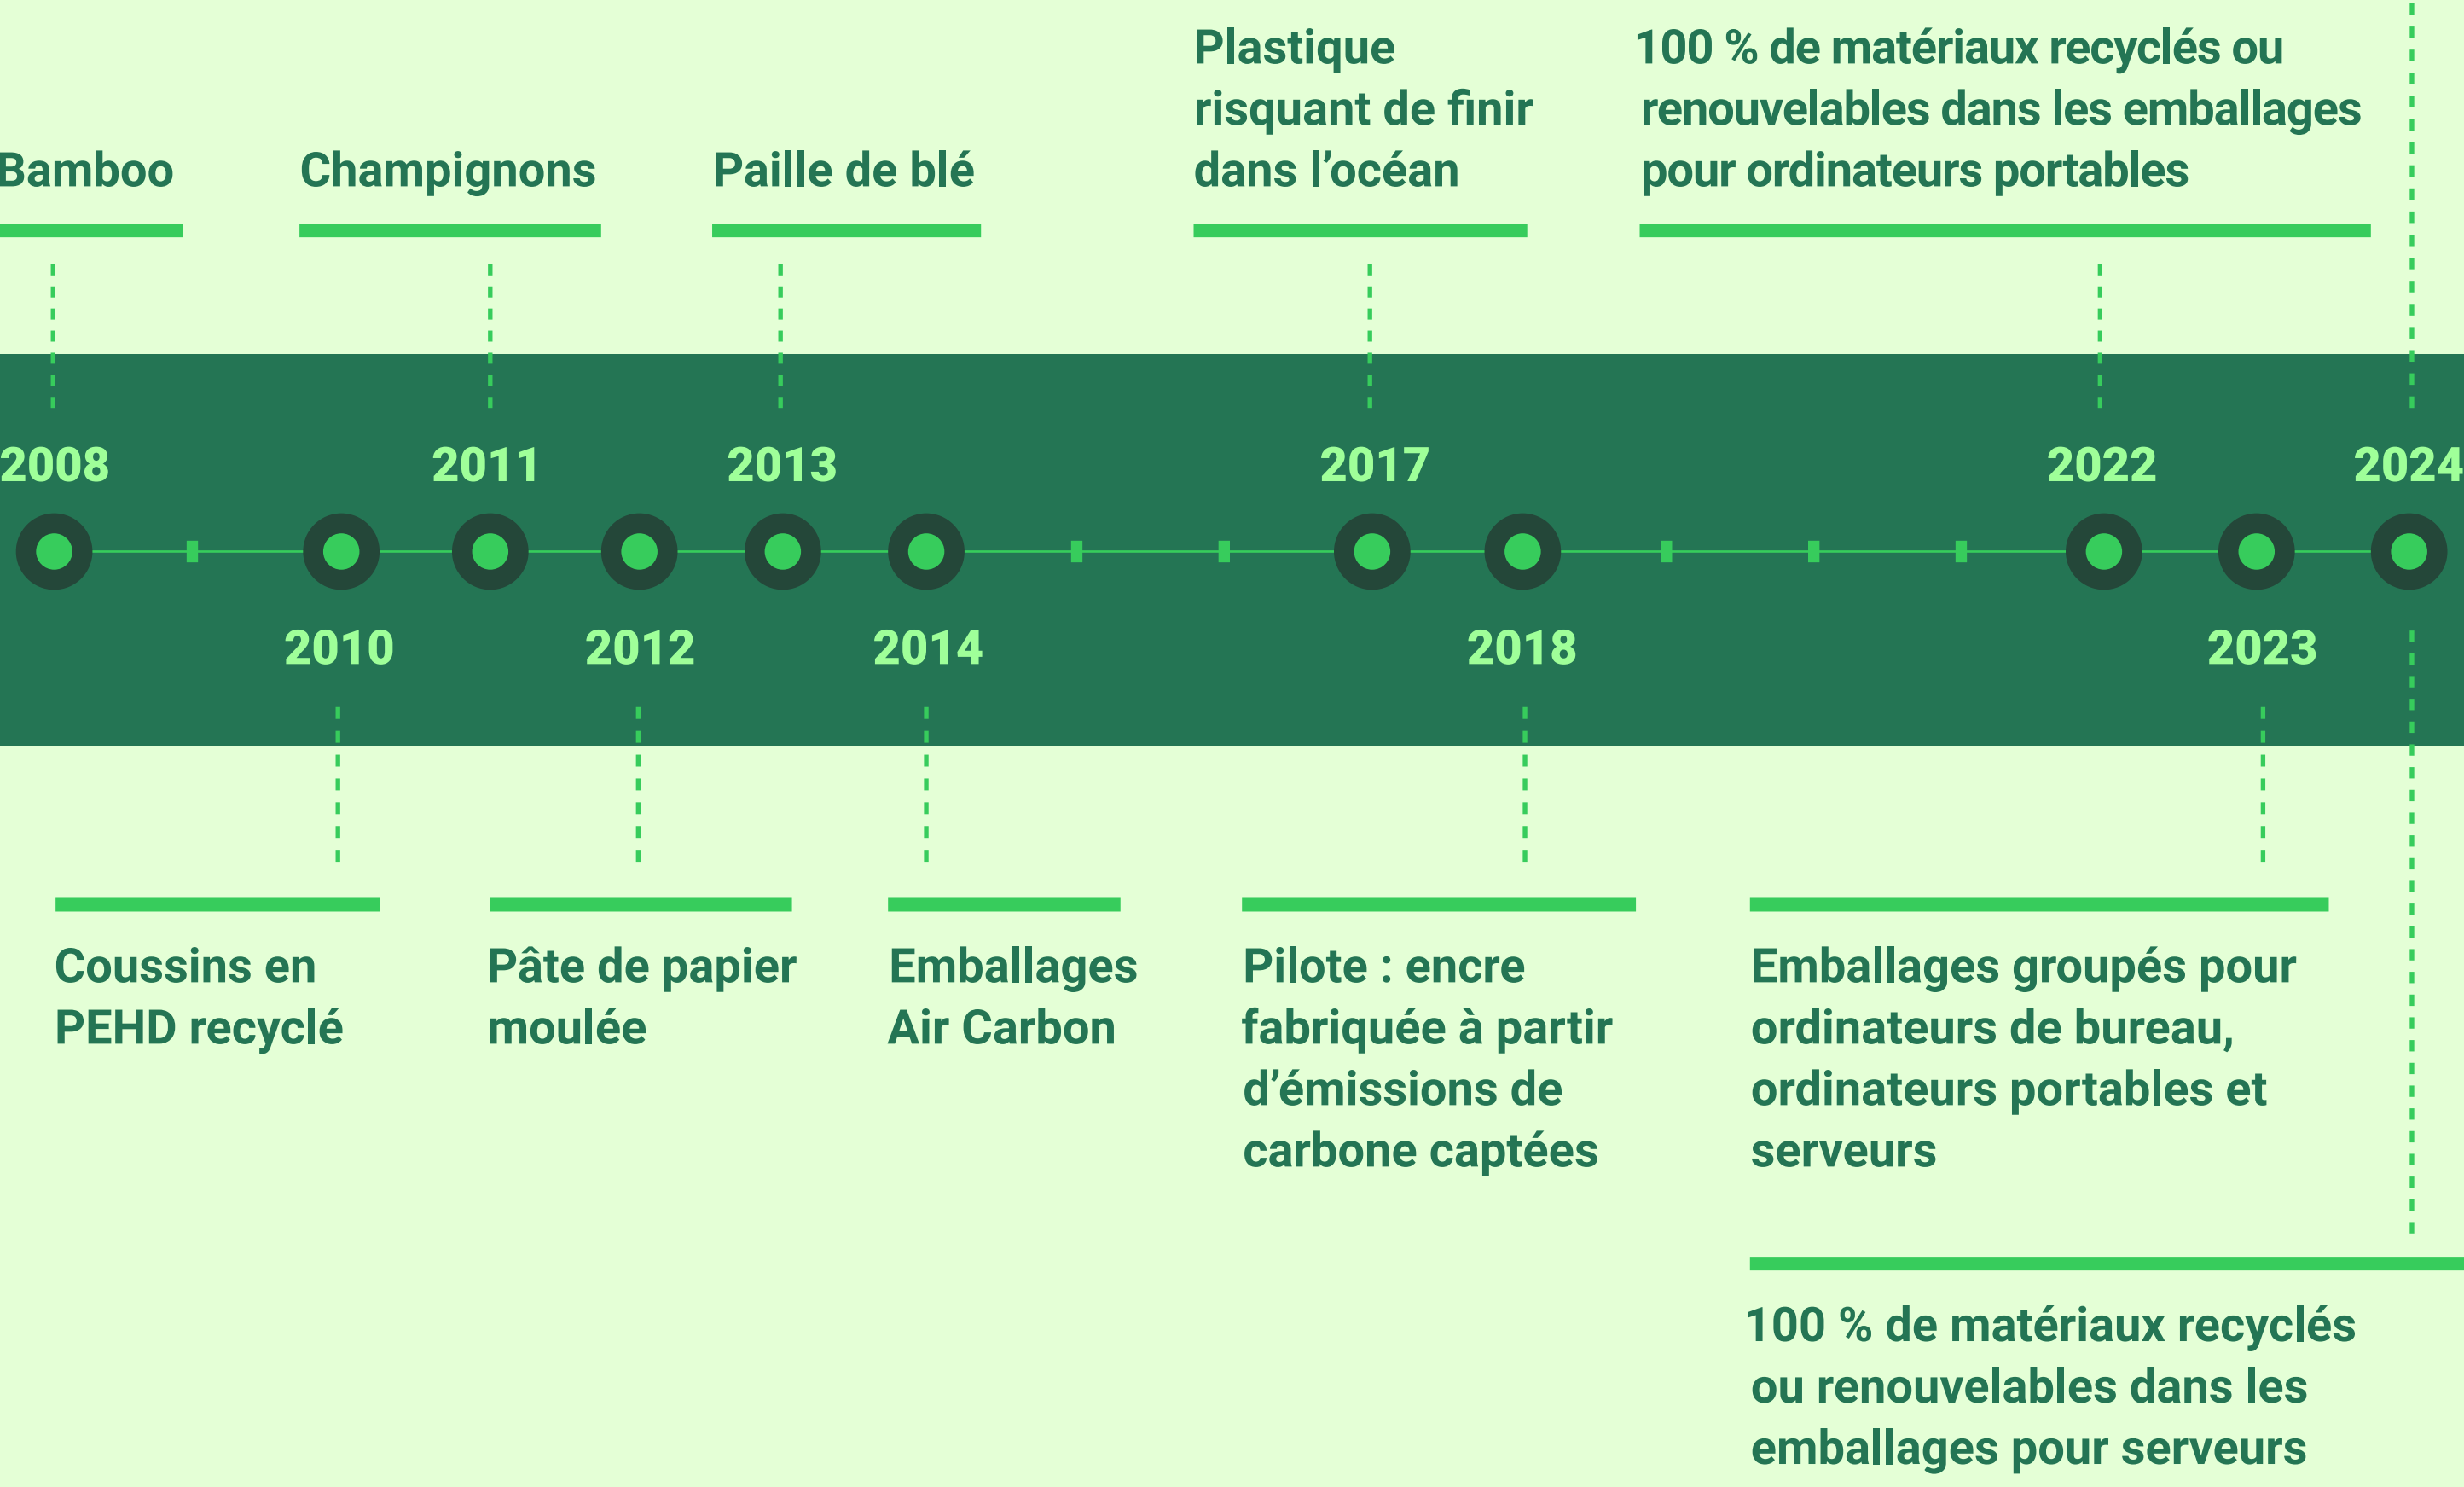 Bamboo
Champignons
Paille de blé
Plastique
risquant de finir
dans l’océan
100 % de matériaux recyclés ou
renouvelables dans les emballages
pour ordinateurs portables
2008
2011
2013
2017
2022
2024
2010
2012
2014
2018
2023
Coussins en
PEHD recyclé
Pâte de papier
moulée
Emballages
Air Carbon
Pilote : encre
fabriquée à partir
d’émissions de
carbone captées
Emballages groupés pour
ordinateurs de bureau,
ordinateurs portables et
serveurs
100 % de matériaux recyclés
ou renouvelables dans les
emballages pour serveurs